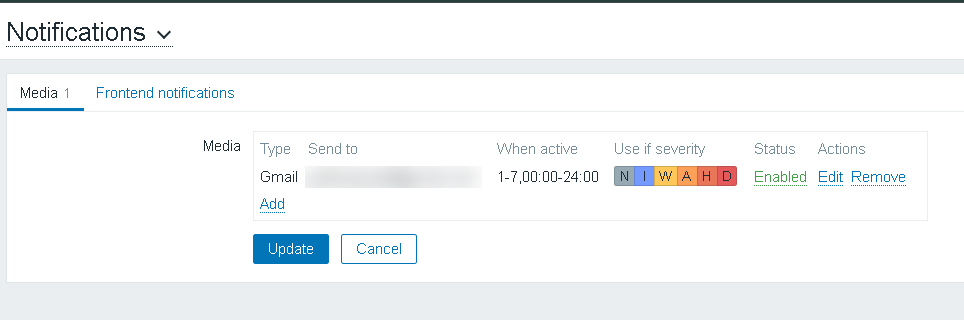 Notifications
Media 1 Frontend notifications
Media Type Send to When active Use if severity Status Actions
Gmail 1-7,00:00-24:00 N I W A H D Enabled Edit Remove
Add
Update Cancel